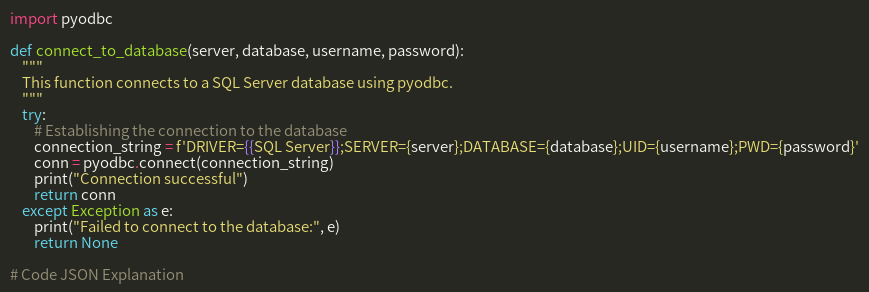 import pyodbc
def connect_to_database(server, database, username, password):
"""
This function connects to a SQL Server database using pyodbc.
"""
try:
# Establishing the connection to the database
connection_string = f'DRIVER={{SQL Server}};SERVER={server};DATABASE={database};UID={username};PWD={password}'
conn = pyodbc.connect(connection_string)
print("Connection successful")
return conn
except Exception as e:
print("Failed to connect to the database:", e)
return None
# Code JSON Explanation